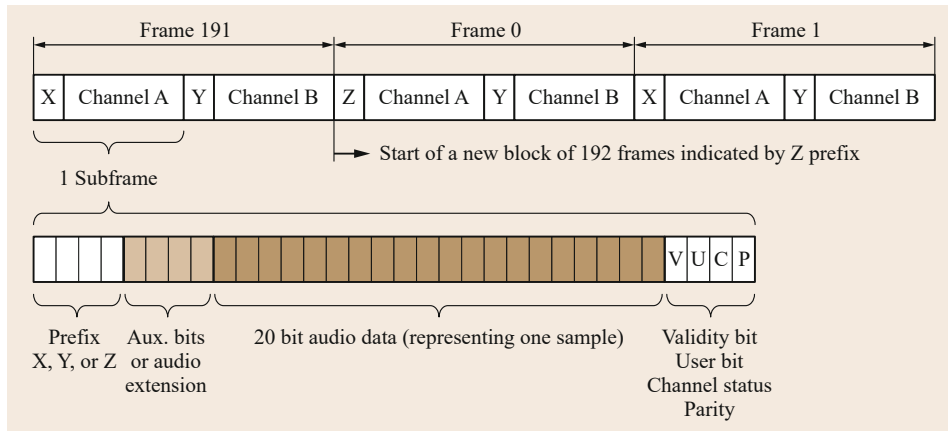 Frame 191 Frame 0 Frame 1
X Channel A Y Channel B Z Channel A Y Channel B X Channel A Y Channel B
Start of a new block of 192 frames indicated by Z prefix
1 Subframe
V U C P
Prefix
X, Y, or Z
Aux. bits
or audio
extension
20 bit audio data (representing one sample)
Validity bit
User bit
Channel status
Parity